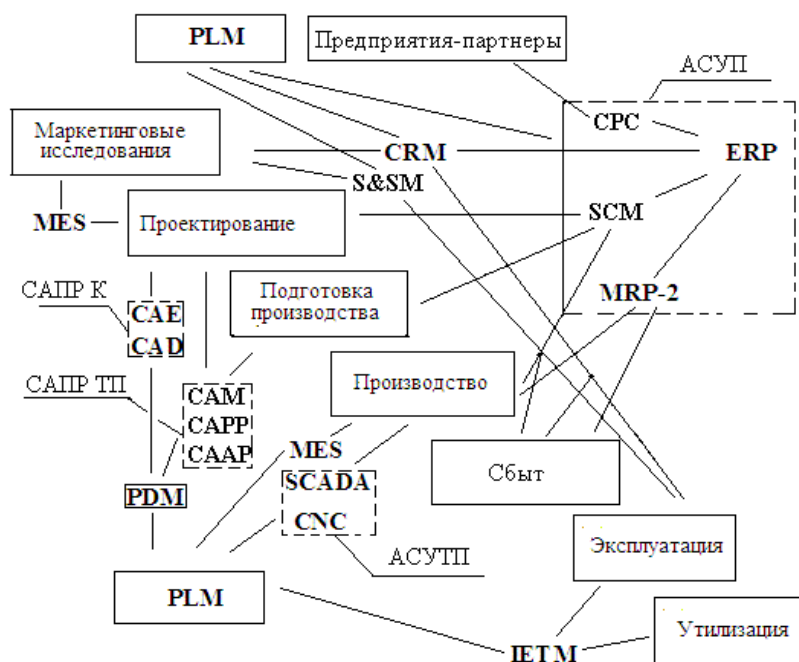 PLM
Предприятия-партнеры
АСУП
CPC
Маркетинговые
исследования
CRM
ERP
S&SM
MES
Проектирование
SCM
САПР К
CAE
CAD
Подготовка
производства
MRP-2
САПР ТП
CAM
CAPP
CAAP
Производство
MES
Сбыт
SCADA
PDM
CNC
Эксплуатация
АСУТП
PLM
IETM
Утилизация